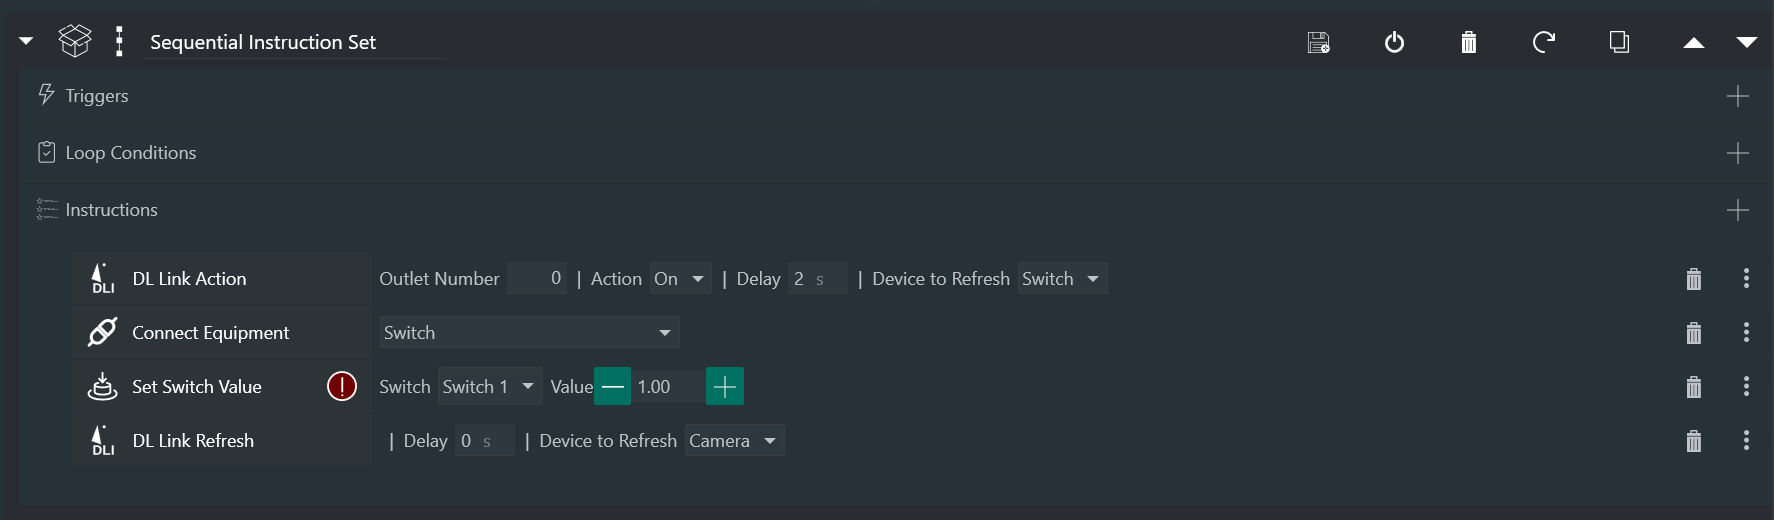 Sequential Instruction Set
Triggers
Loop Conditions
Instructions
DLI DL Link Action Outlet Number 0 | Action On | Delay 2 s | Device to Refresh Switch
Connect Equipment Switch
Set Switch Value Switch Switch 1 Value 1.00
DLI DL Link Refresh | Delay 0 s | Device to Refresh Camera